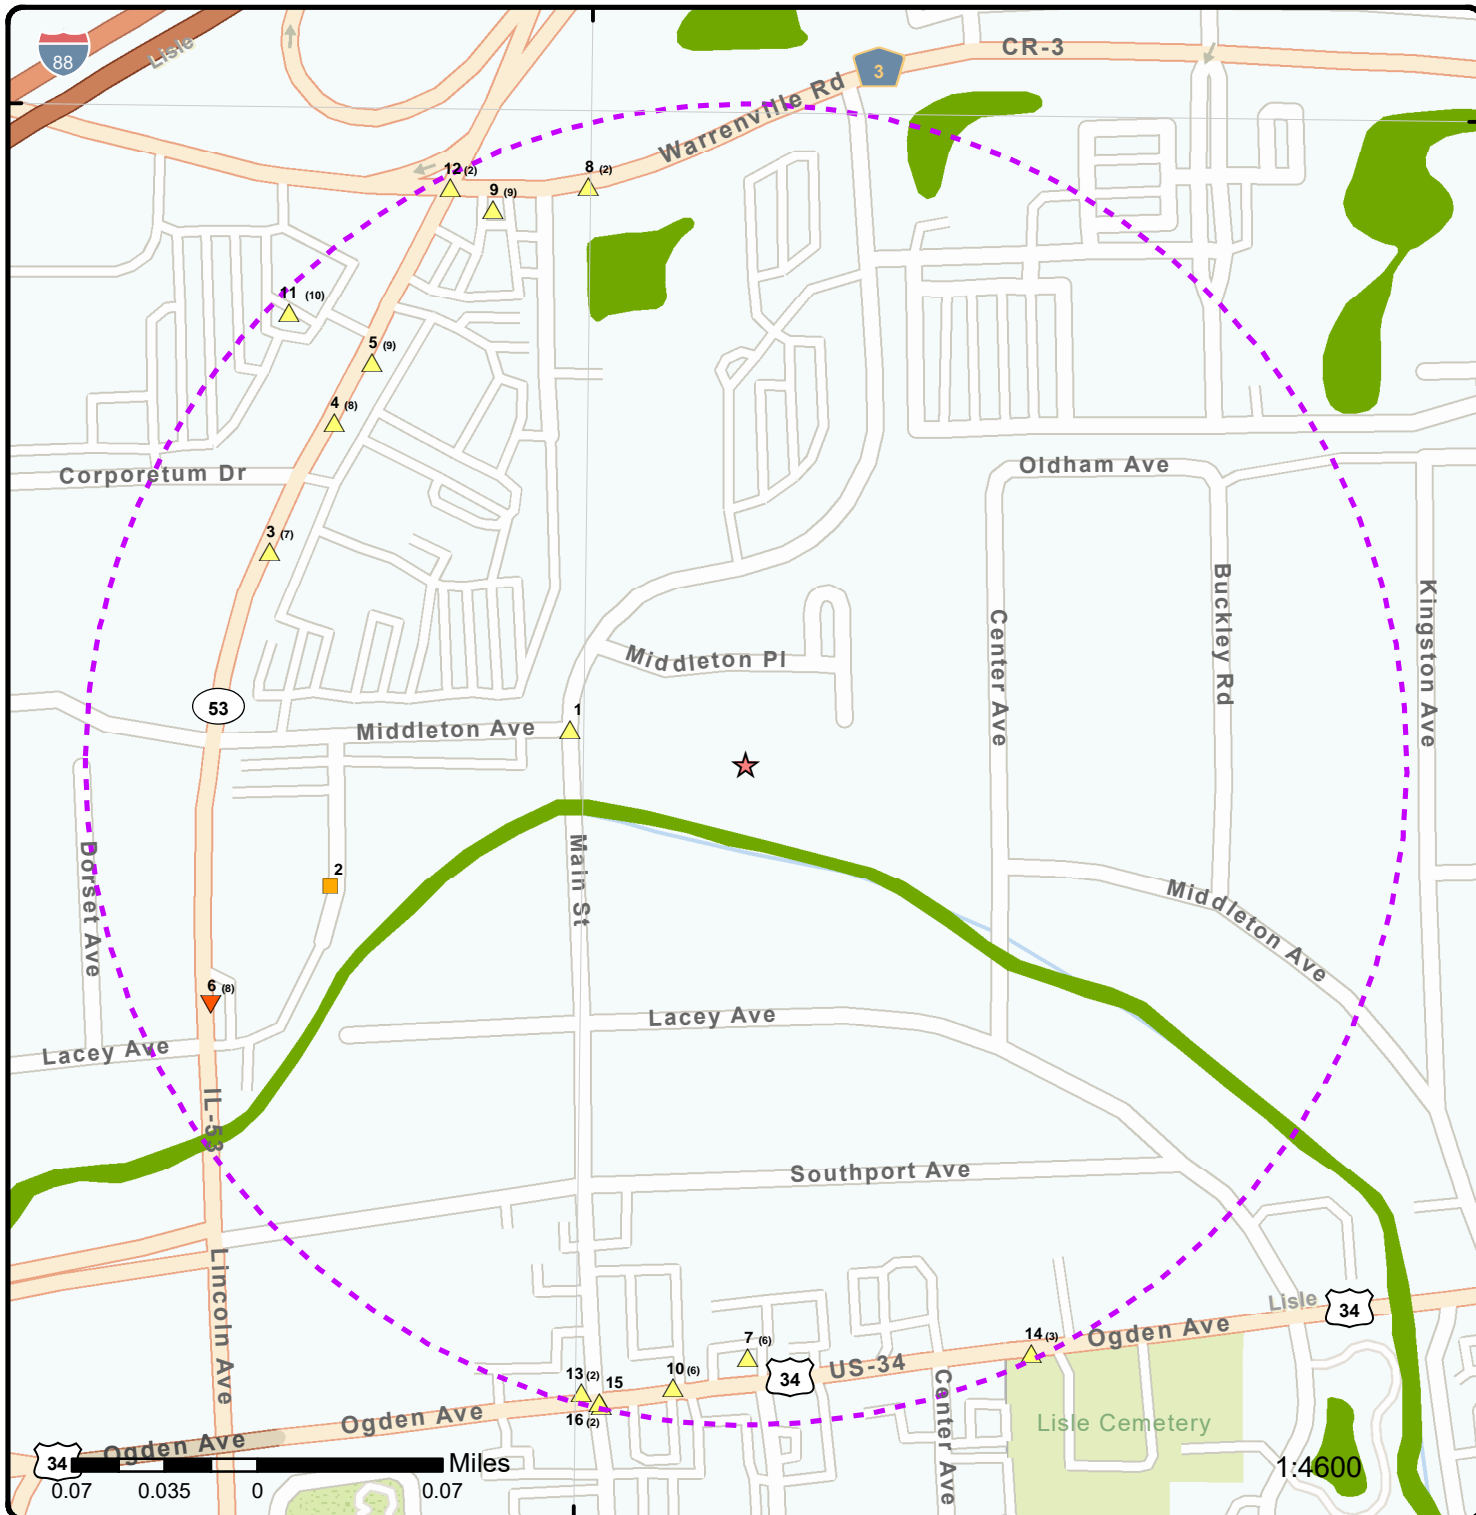 88
Lisle
CR-3
3
Warrenville Rd
12 (2)
8 (2)
9 (9)
11 (10)
5 (9)
4 (8)
Corporetum Dr
Oldham Ave
3 (7)
Buckley Rd
Kingston Ave
Center Ave
Middleton Pl
53
1
Middleton Ave
Main St
Dorset Ave
2
Middleton Ave
6 (8)
Lacey Ave
Lacey Ave
IL-53
Southport Ave
Lincoln Ave
Lisle
34
14 (3)
Ogden Ave
7 (6)
US-34
34
13 (2)
15
10 (6)
16 (2)
Center Ave
Ogden Ave
Lisle Cemetery
Ogden Ave
34
Miles
1:4600
0.07
0.035
0
0.07